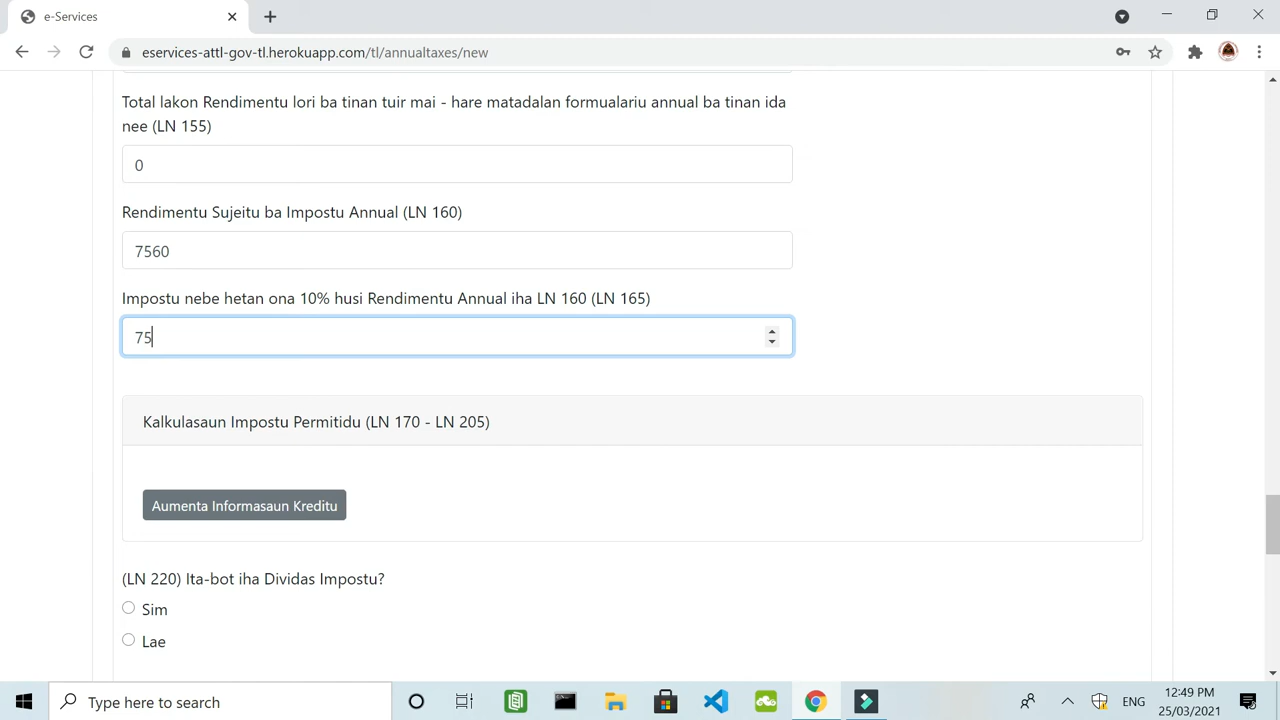 e-Services
eservices-attl-gov-tl.herokuapp.com/tl/annualtaxes/new
Total lakon Rendimentu lori ba tinan tuir mai - hare matadalan formualariu annual ba tinan ida
nee (LN 155)
0
Rendimentu Sujeitu ba Impostu Annual (LN 160)
7560
Impostu nebe hetan ona 10% husi Rendimentu Annual iha LN 160 (LN 165)
75
Kalkulasaun Impostu Permitidu (LN 170 - LN 205)
Aumenta Informasaun Kreditu
(LN 220) Ita-bot iha Dividas Impostu?
Sim
Lae
Type here to search
ENG
12:49 PM
25/03/2021